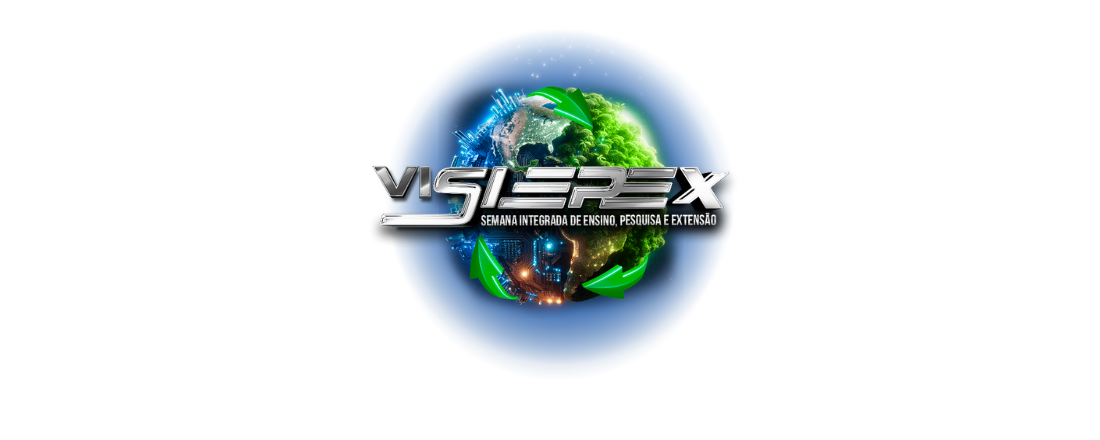 VI SIEPEX
SEMANA INTEGRADA DE ENSINO, PESQUISA E EXTENSÃO